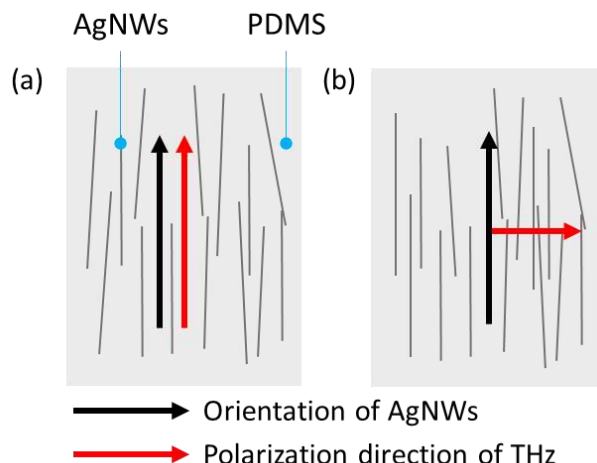 AgNWs PDMS
(a) (b)
Orientation of AgNWs
Polarization direction of THz